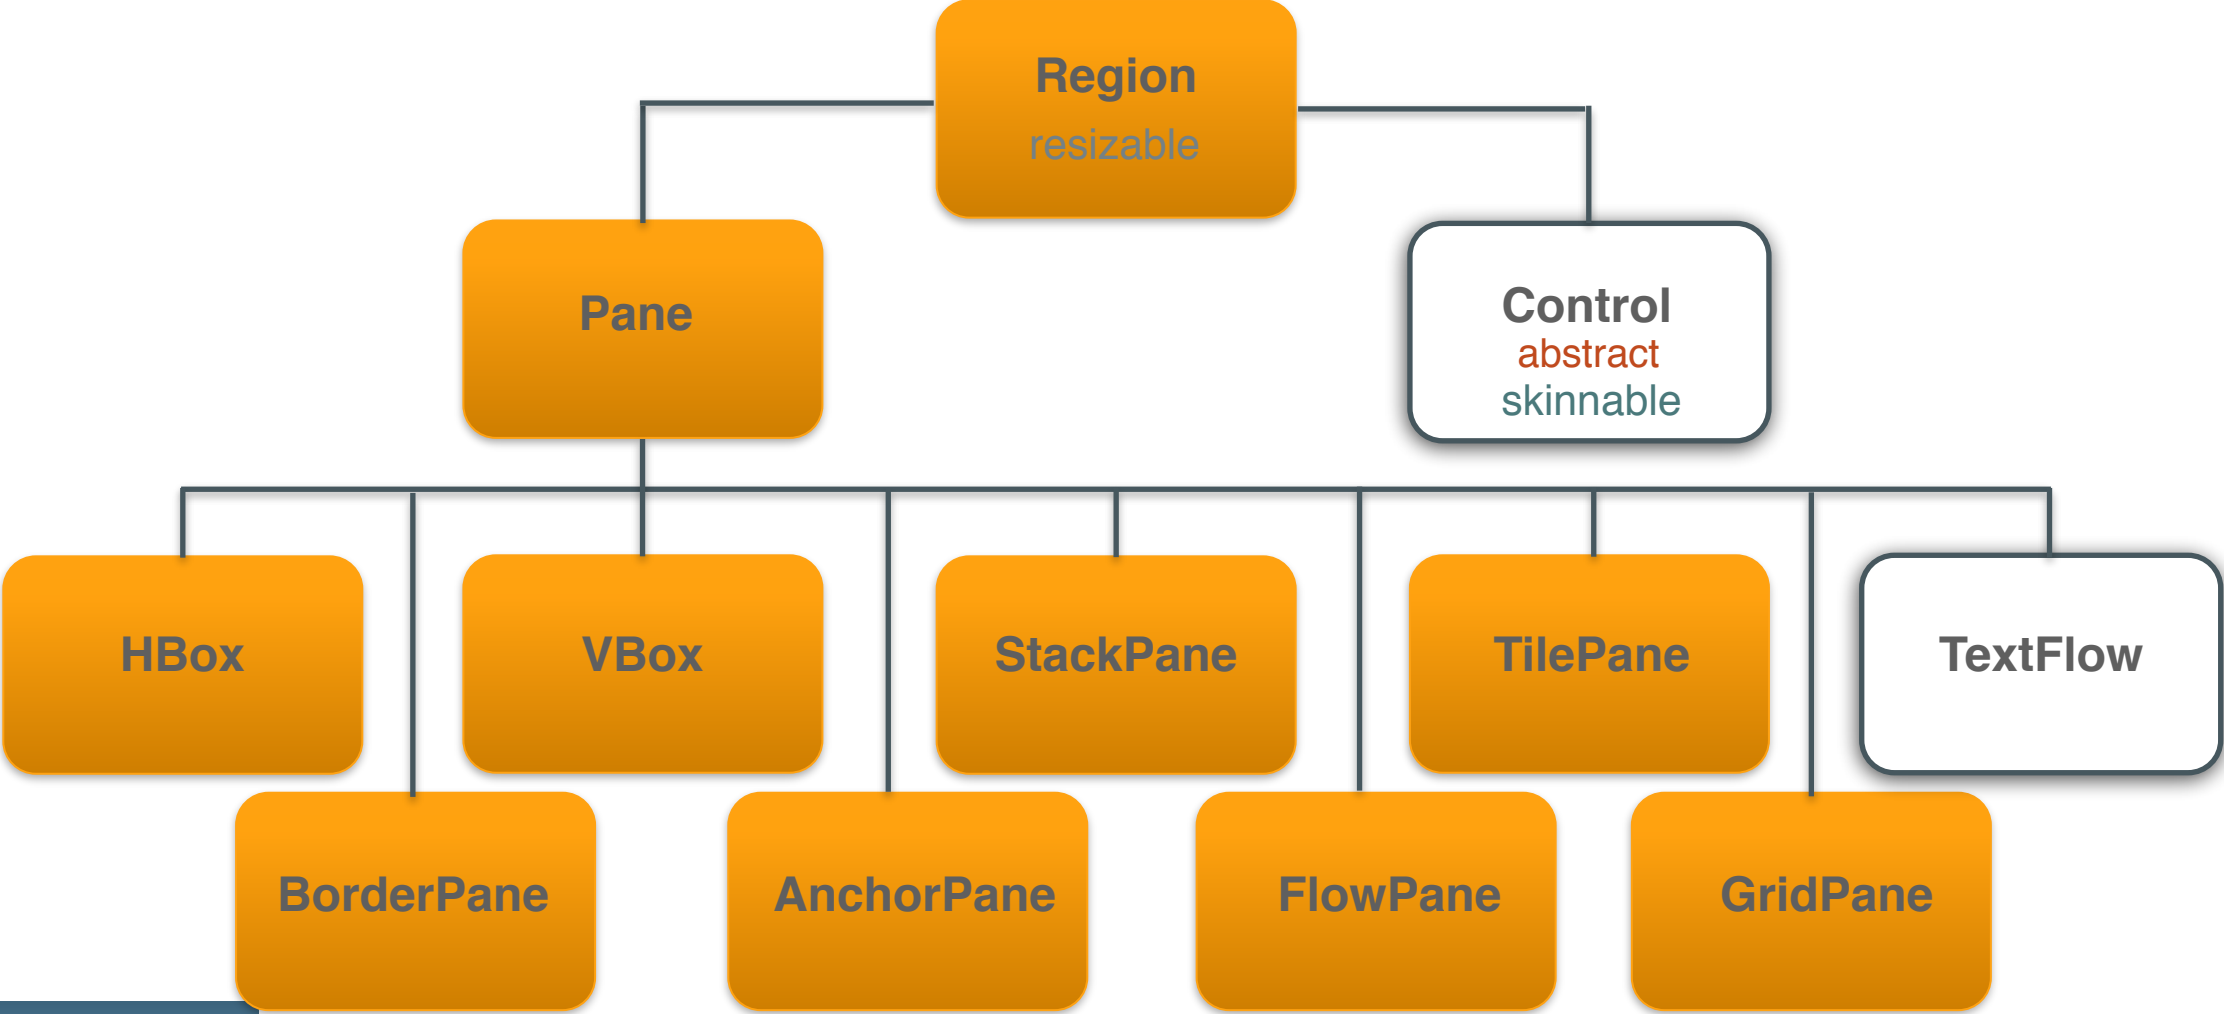 Region
resizable
Pane
Control
abstract
skinnable
HBox
VBox
StackPane
TilePane
TextFlow
BorderPane
AnchorPane
FlowPane
GridPane